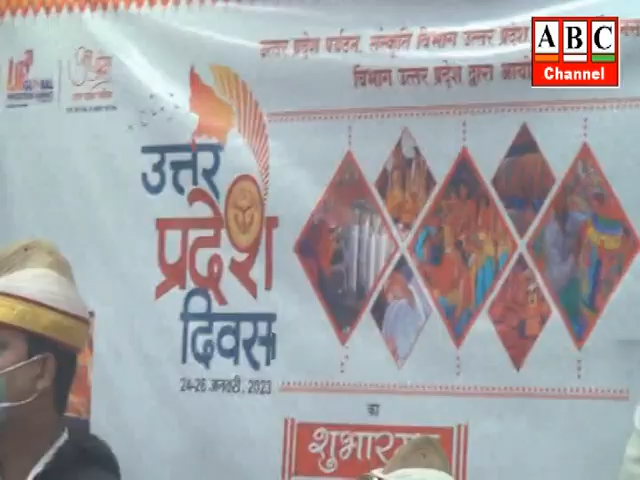 उत्तर प्रदेश पर्यटन, संस्कृति विभाग उत्तर प्रदेश
विभाग उत्तर प्रदेश द्वारा
ABC
Channel
उत्तर
प्रदेश
दिवस
24-26 जनवरी, 2023
का